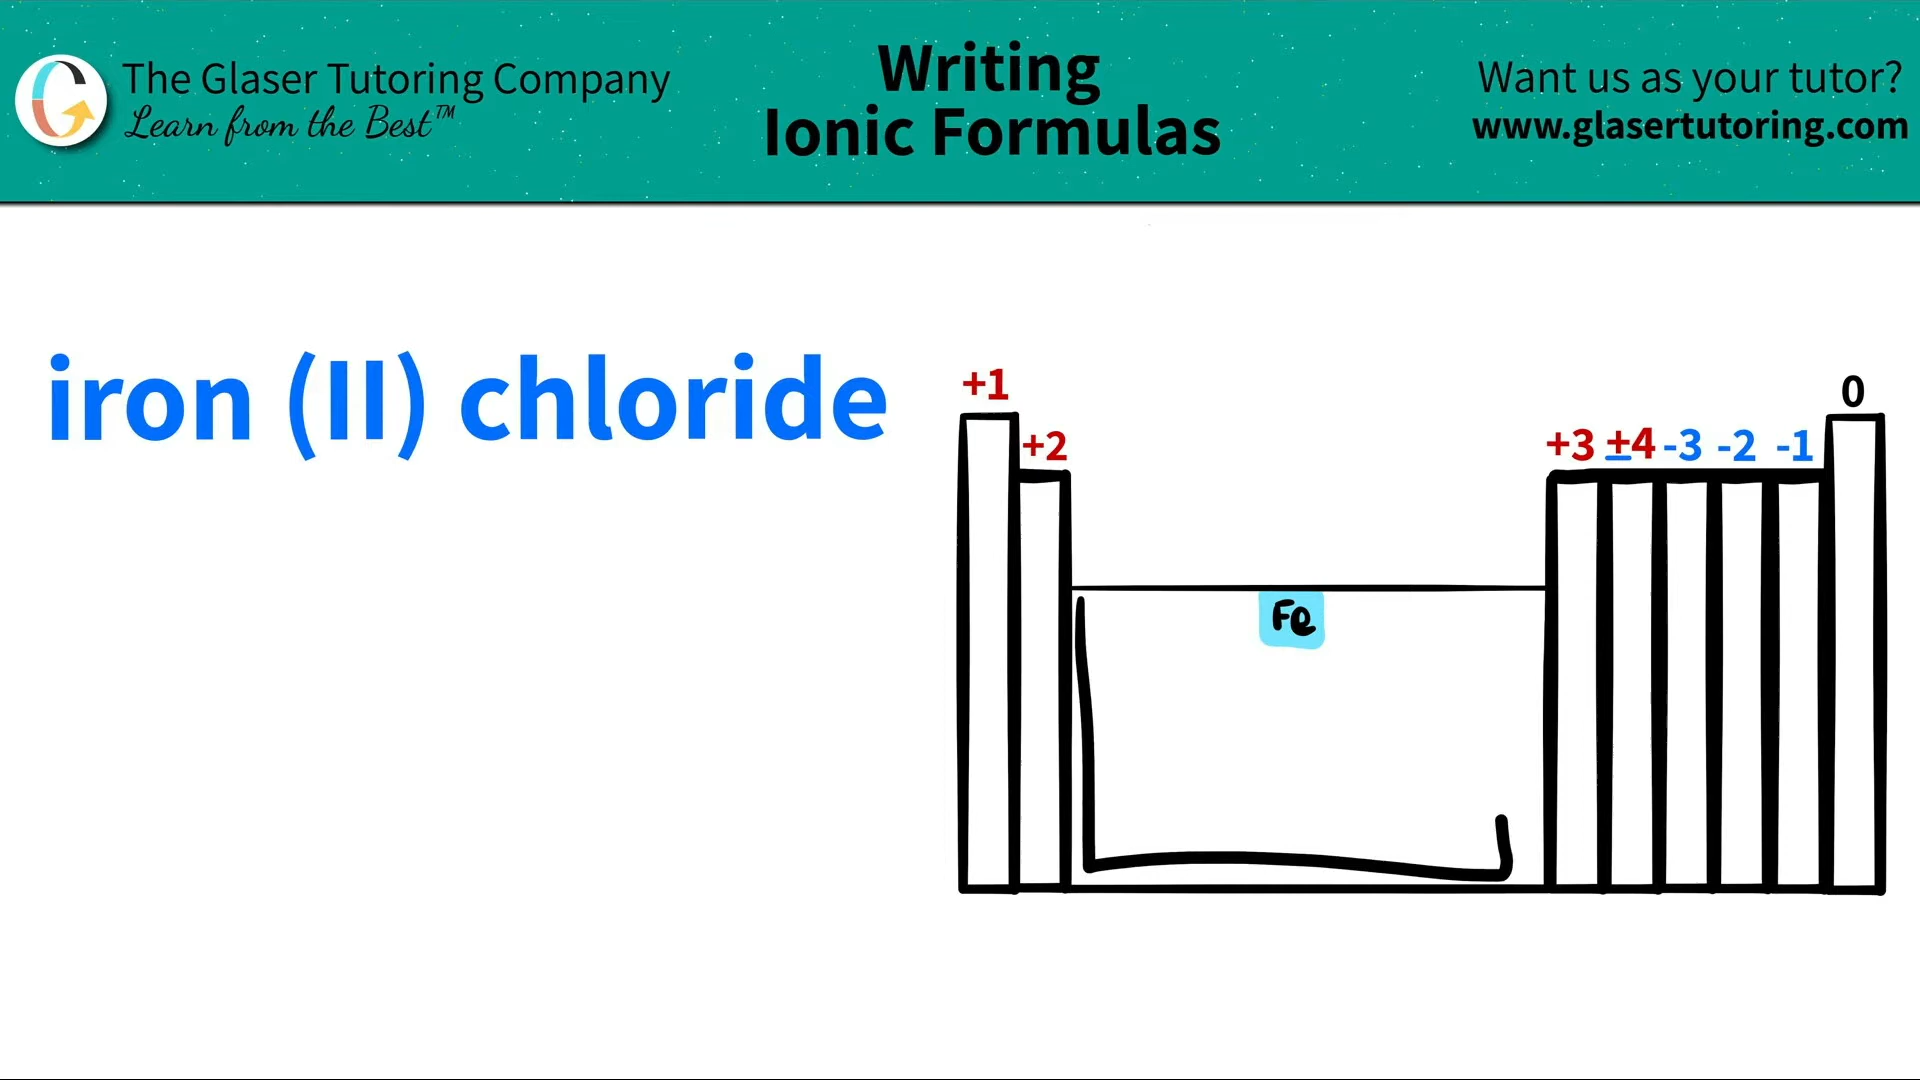 The Glaser Tutoring Company
Learn from the Best™
Writing
Ionic Formulas
Want us as your tutor?
www.glasertutoring.com
iron (II) chloride
+1
0
+2
+3 ±4 -3 -2 -1
Fe